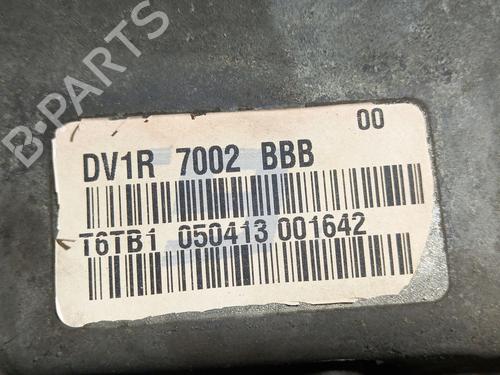 B-PARTS
00
DV1R 7002 BBB
T6TB1 050413 001642